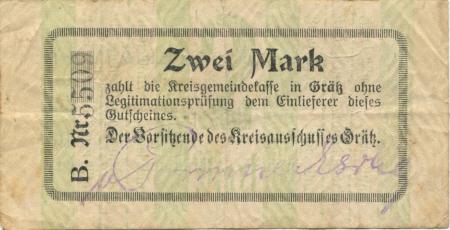 B. Nr 5509
Zwei Mark
zahlt die Kreisgemeindekasse in Grätz ohne
Legitimationsprüfung dem Einlieferer dieses
Gutscheines.
Der Vorsitzende des Kreisausschusses Grätz.